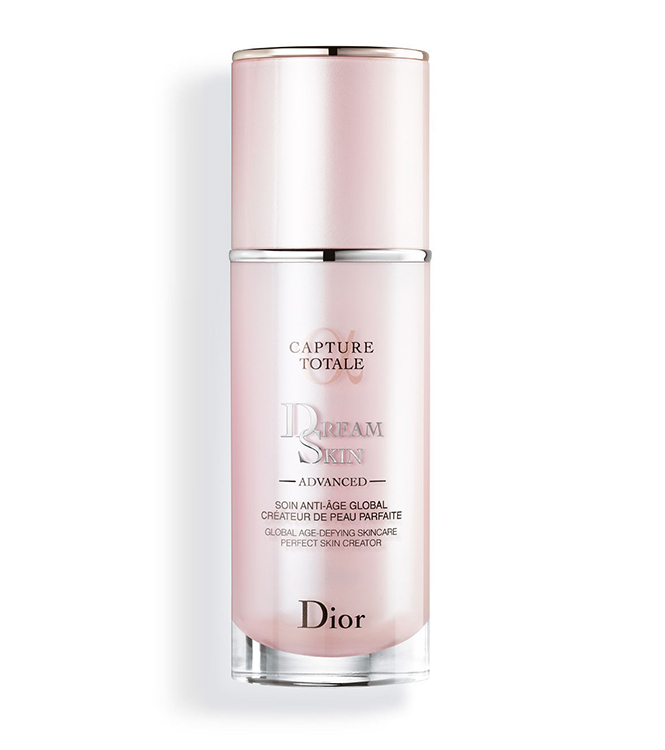 CAPTURE
TOTALE
DREAM
SKIN
ADVANCED
SOIN ANTI-ÂGE GLOBAL
CRÉATEUR DE PEAU PARFAITE
GLOBAL AGE-DEFYING SKINCARE
PERFECT SKIN CREATOR
Dior